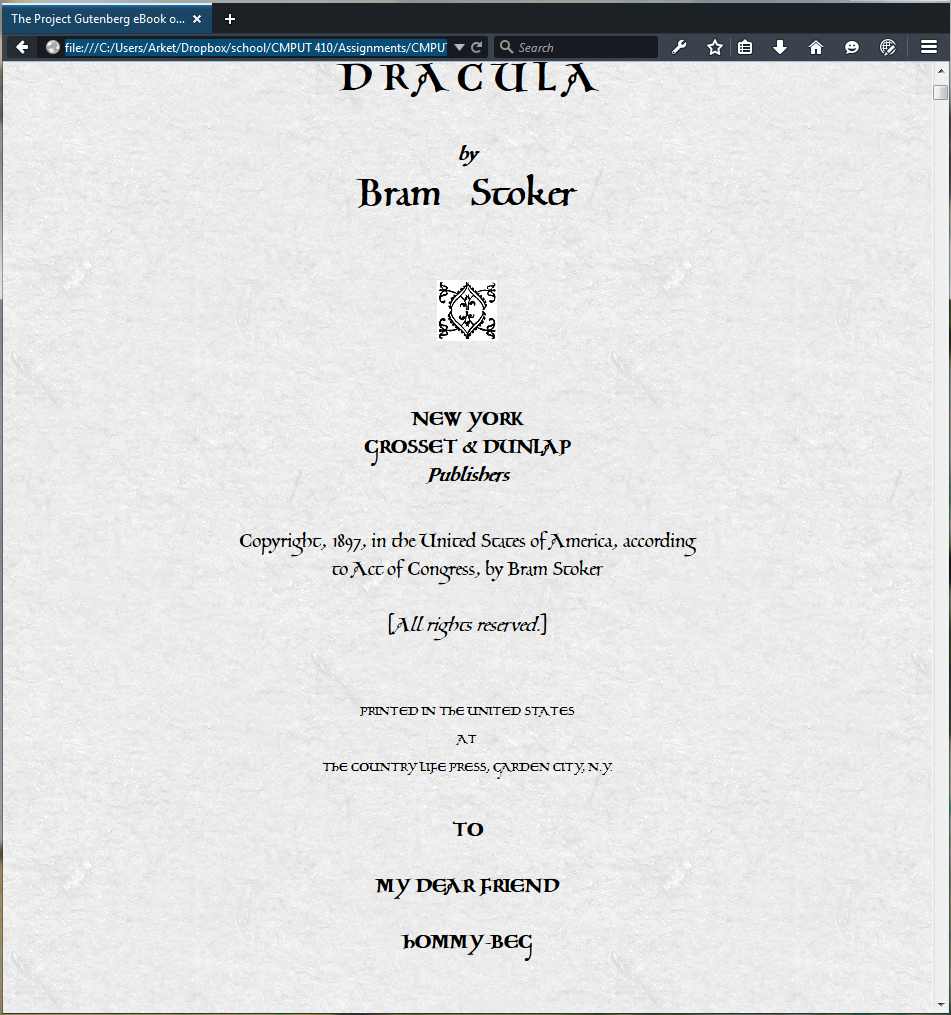 The Project Gutenberg eBook o...
file:///C:/Users/Arket/Dropbox/school/CMPUT 410/Assignments/CMPUT
Search
DRACULA
by
Bram Stoker
NEW YORK
GROSSET & DUNLAP
Publishers
Copyright, 1897, in the United States of America, according
to Act of Congress, by Bram Stoker
[All rights reserved.]
PRINTED IN THE UNITED STATES
AT
THE COUNTRY LIFE PRESS, GARDEN CITY, N.Y.
TO
MY DEAR FRIEND
HOMMY-BEG